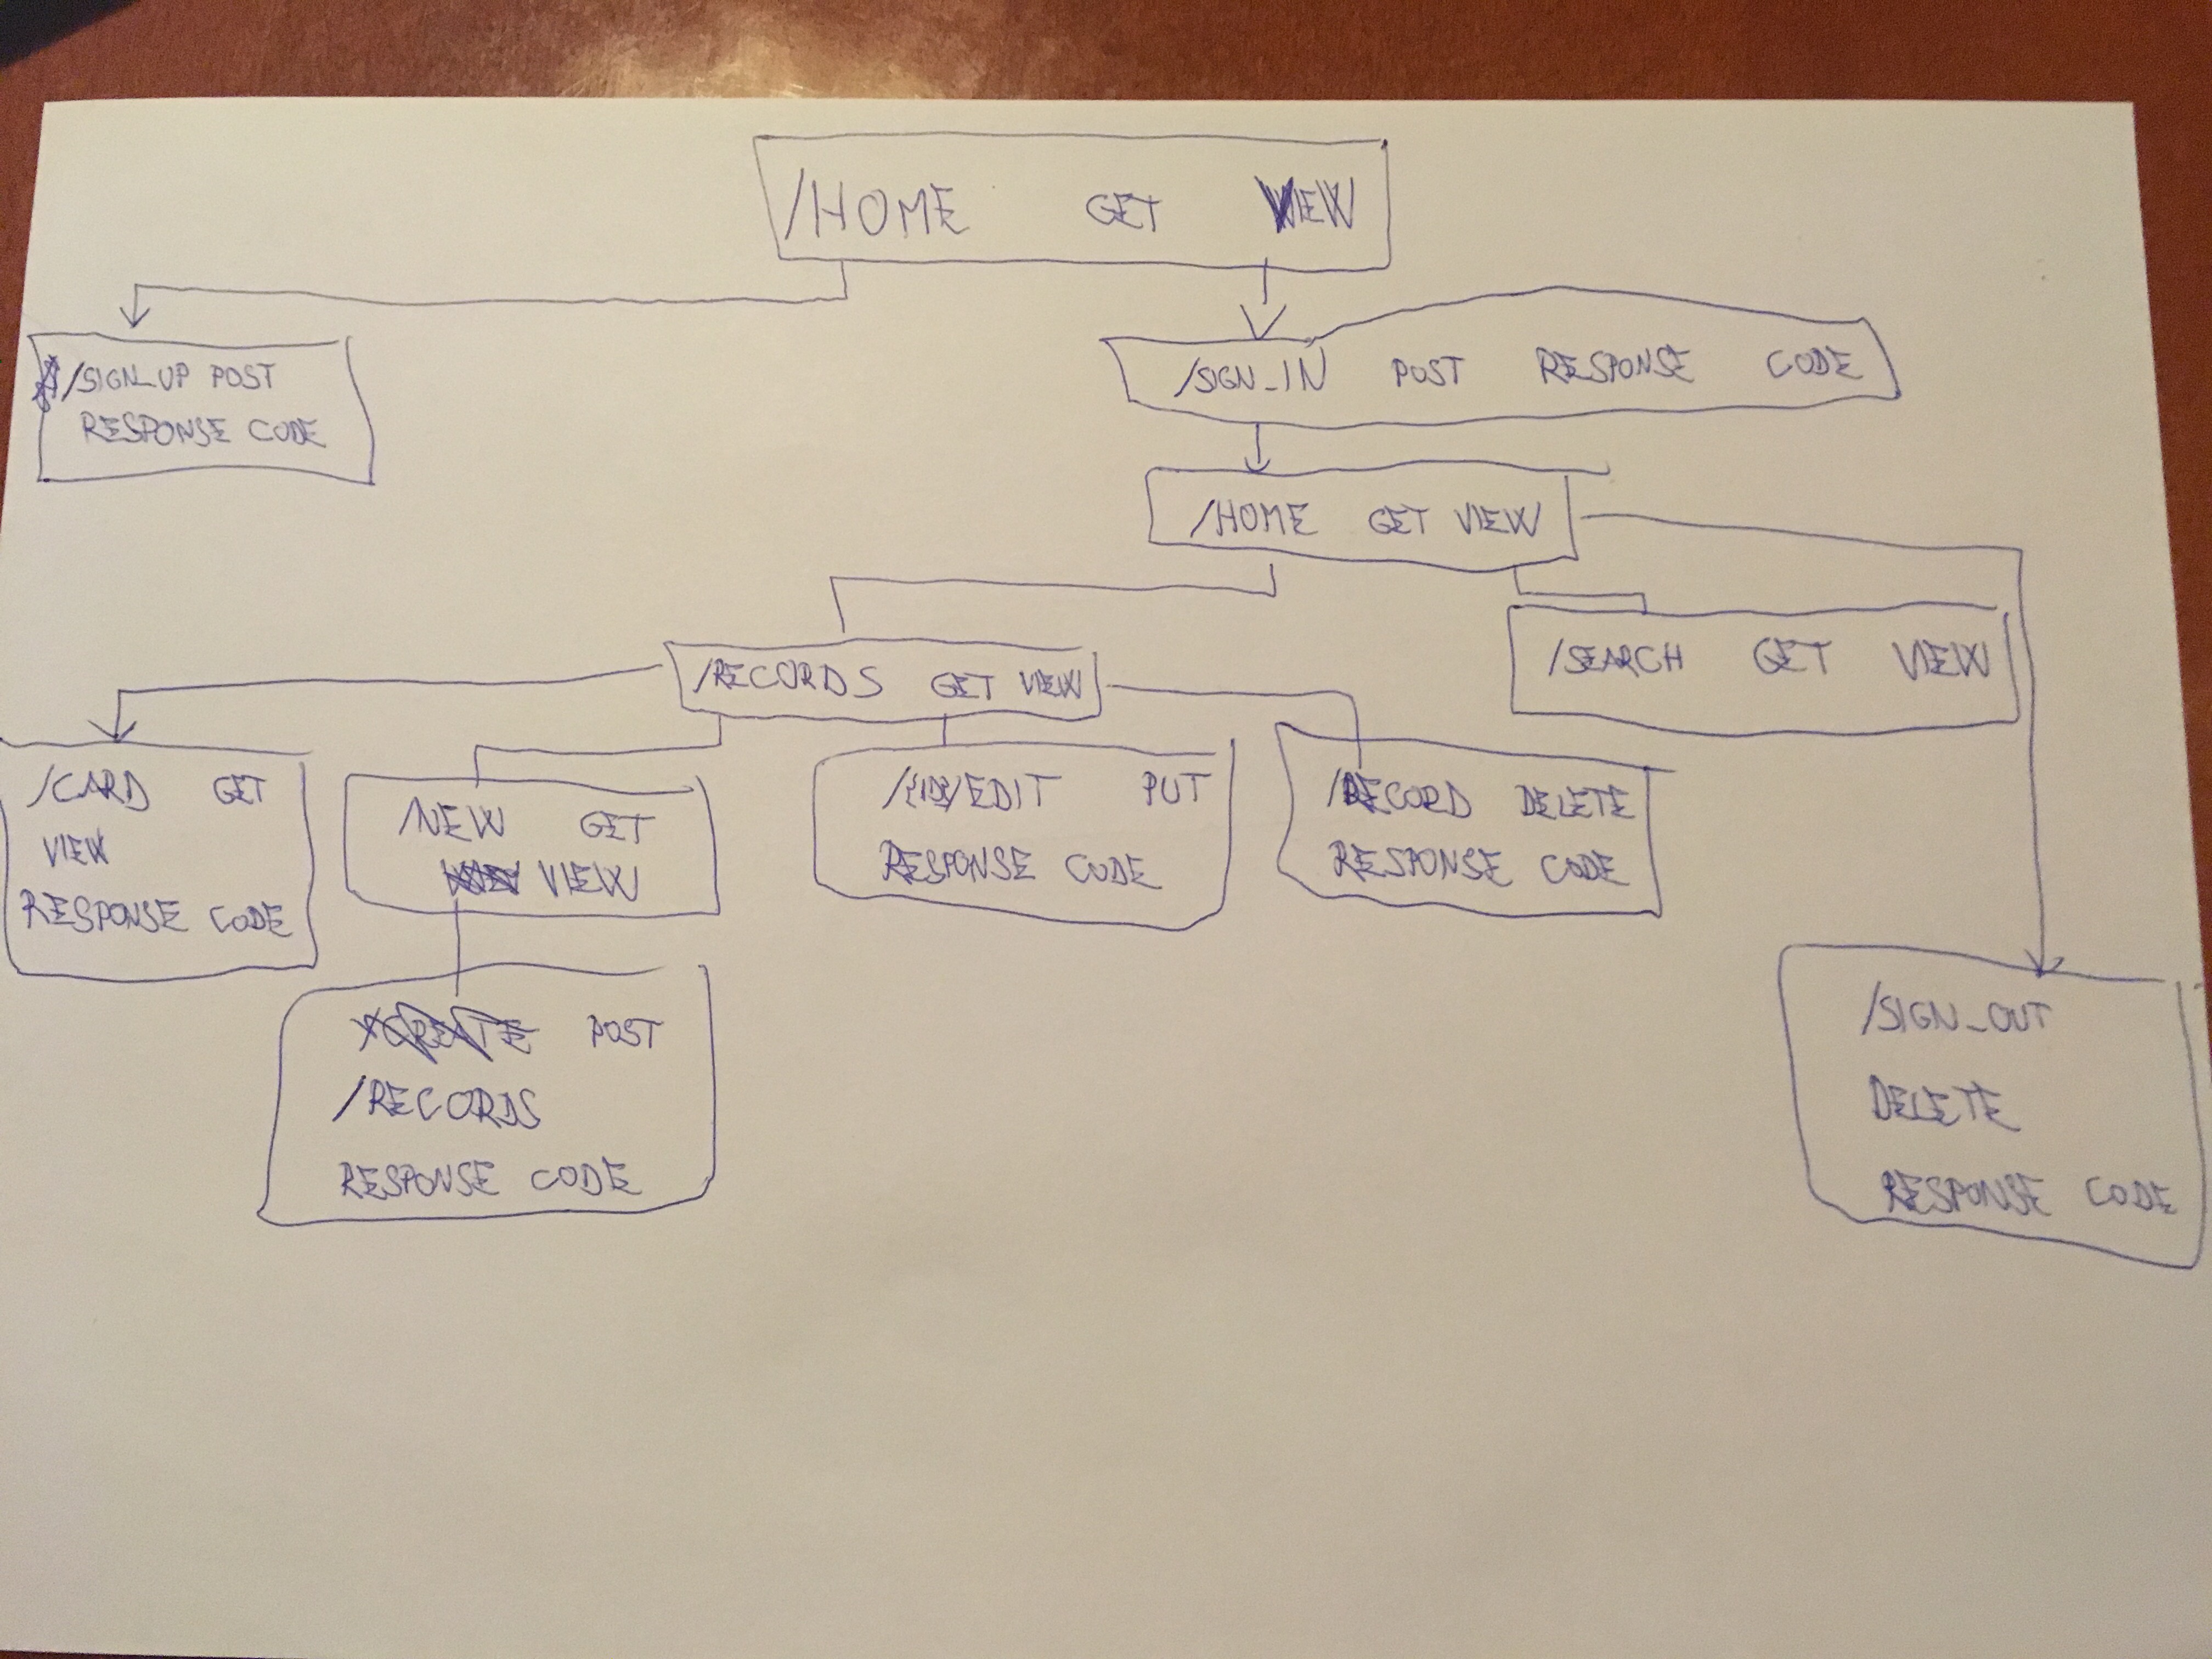 /HOME GET VIEW
/SIGN_UP POST
RESPONSE CODE
/SIGN_IN POST RESPONSE CODE
/HOME GET VIEW
/RECORDS GET VIEW
/SEARCH GET VIEW
/CARD GET
VIEW
RESPONSE CODE
/NEW GET
VIEW
/EDIT PUT
RESPONSE CODE
/RECORD DELETE
RESPONSE CODE
POST
/RECORDS
RESPONSE CODE
/SIGN_OUT
DELETE
RESPONSE CODE